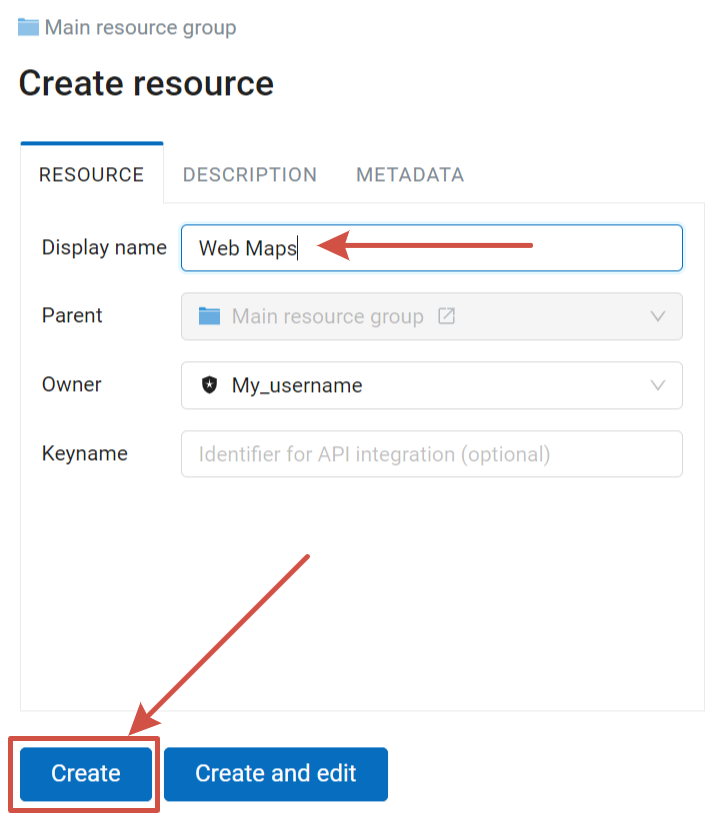 Main resource group
Create resource
RESOURCE DESCRIPTION METADATA
Display name Web Maps
Parent Main resource group
Owner My_username
Keyname Identifier for API integration (optional)
Create Create and edit